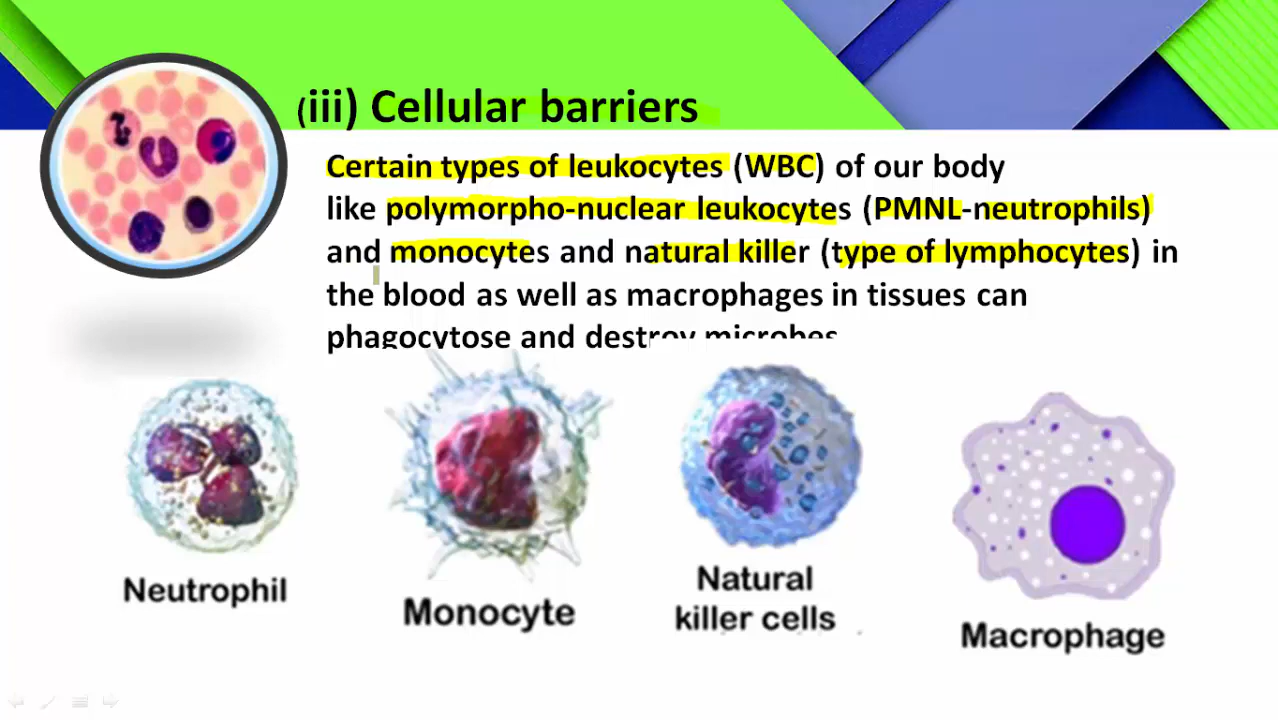 (iii) Cellular barriers
Certain types of leukocytes (WBC) of our body
like polymorpho-nuclear leukocytes (PMNL-neutrophils)
and monocytes and natural killer (type of lymphocytes) in
the blood as well as macrophages in tissues can
phagocytose and destroy microbes
Neutrophil
Monocyte
Natural
killer cells
Macrophage